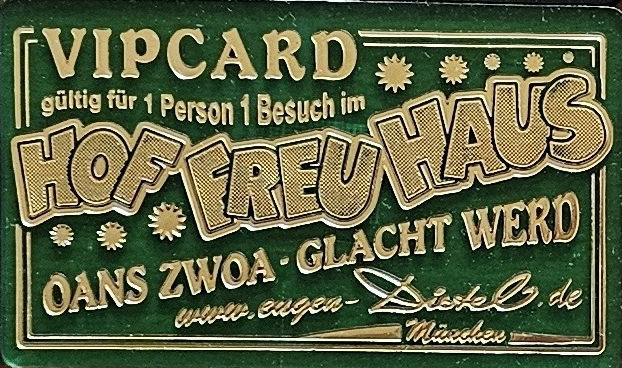 VIPCARD
gültig für 1 Person 1 Besuch im
HOF FREU HAUS
OANS ZWOA - GLACHT WERD
www.eugen-Distel.de
München